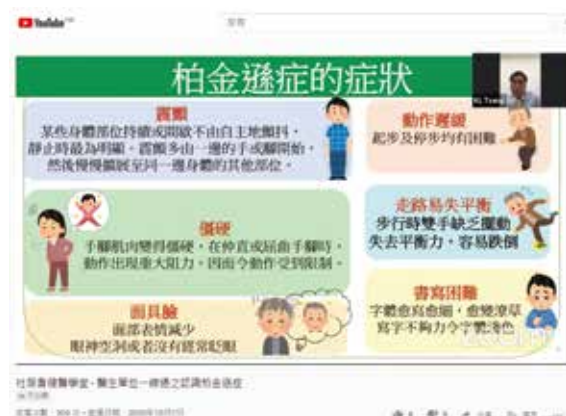 YouTube
搜尋
柏金遜症的症狀
震顫
某些身體部位持續或間歇不由自主地顫抖，
靜止時最為明顯。震顫多由一邊的手或腳開始，
然後慢慢擴展至同一邊身體的其他部位。
動作遲緩
起步及停步均有困難
僵硬
手腳肌肉變得僵硬，在伸直或屈曲手腳時，
動作出現重大阻力，因而令動作受到限制。
走路易失平衡
步行時雙手缺乏擺動
失去平衡力，容易跌倒
面具臉
面部表情減少
眼神空洞或者沒有經常眨眼
書寫困難
字體愈寫愈細，愈變潦草
寫字不夠力令字體淺色
zoom